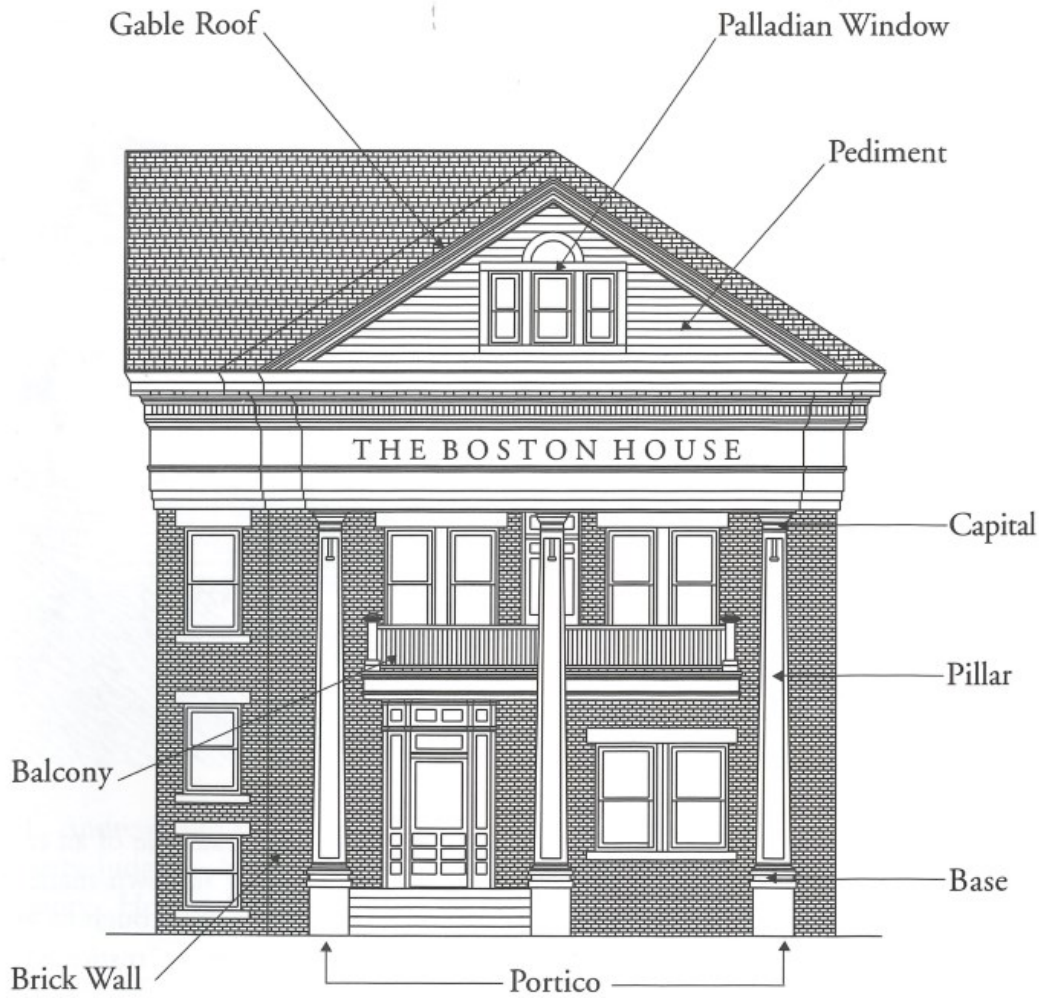 Gable Roof
Palladian Window
Pediment
THE BOSTON HOUSE
Capital
Pillar
Balcony
Base
Brick Wall
Portico